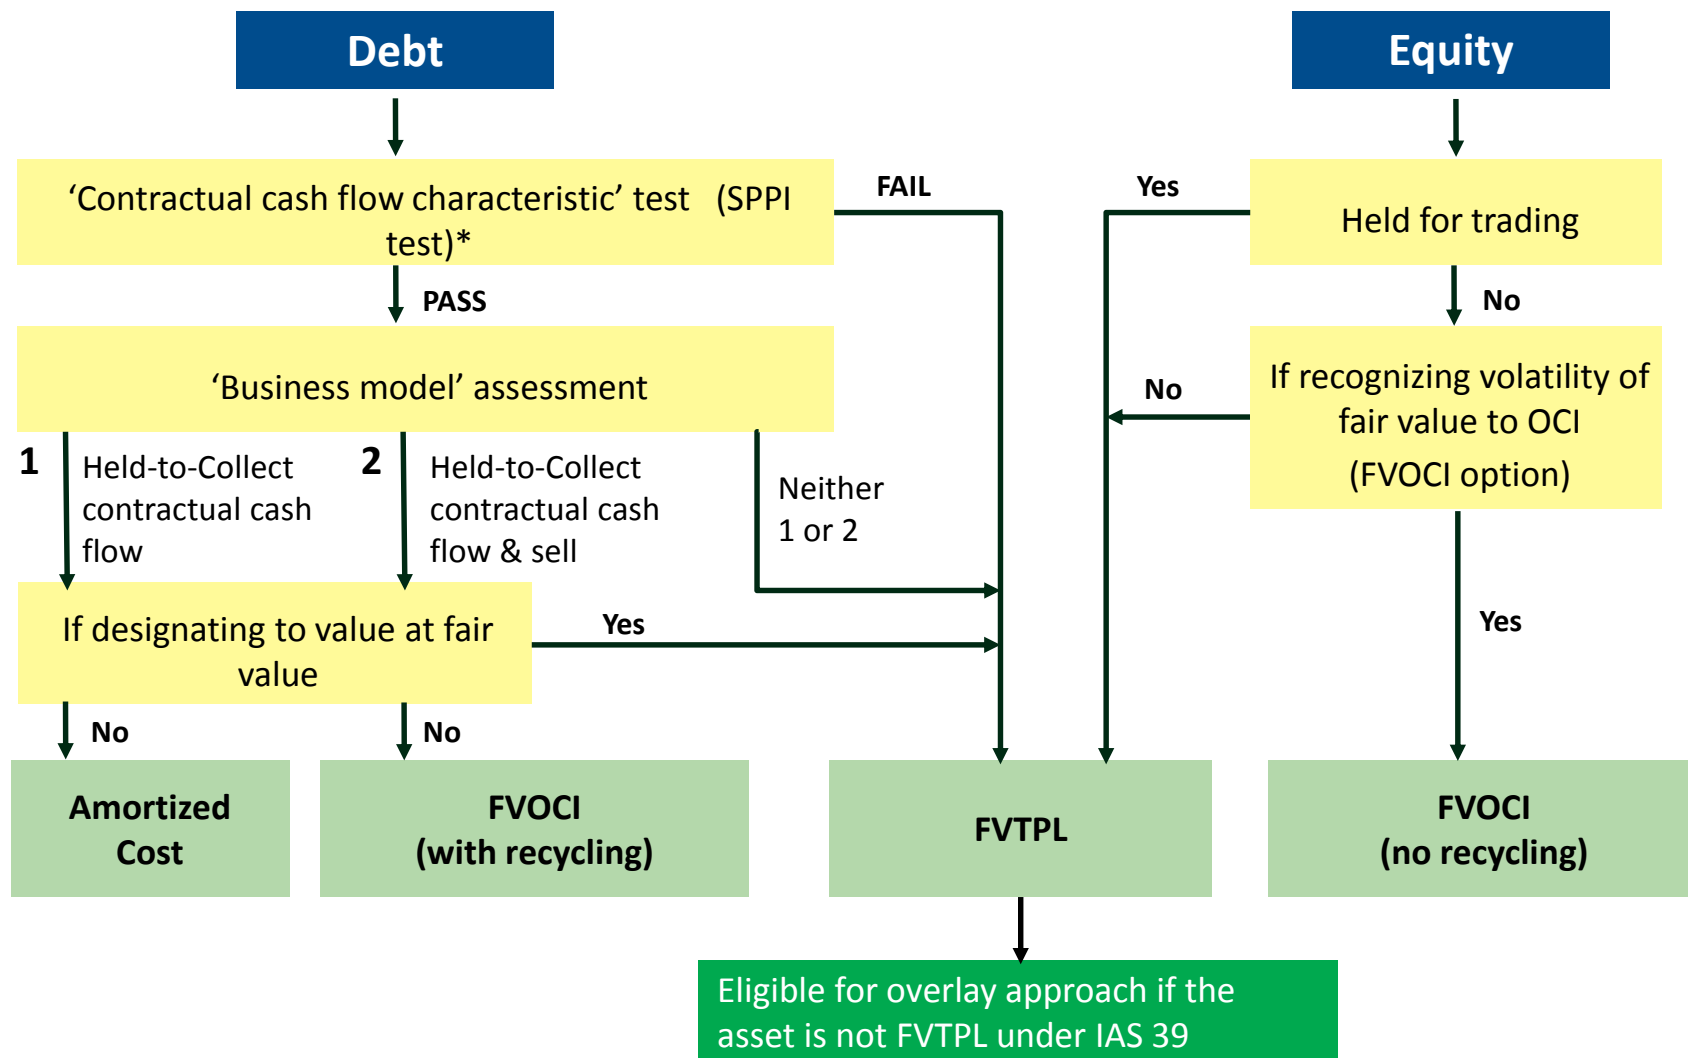 Debt
Equity
‘Contractual cash flow characteristic’ test (SPPI
test)*
FAIL
Yes
Held for trading
PASS
No
‘Business model’ assessment
No
If recognizing volatility of
fair value to OCI
(FVOCI option)
1
Held-to-Collect
contractual cash
flow
2
Held-to-Collect
contractual cash
flow & sell
Neither
1 or 2
If designating to value at fair
value
Yes
Yes
No
No
Amortized
Cost
FVOCI
(with recycling)
FVTPL
FVOCI
(no recycling)
Eligible for overlay approach if the
asset is not FVTPL under IAS 39